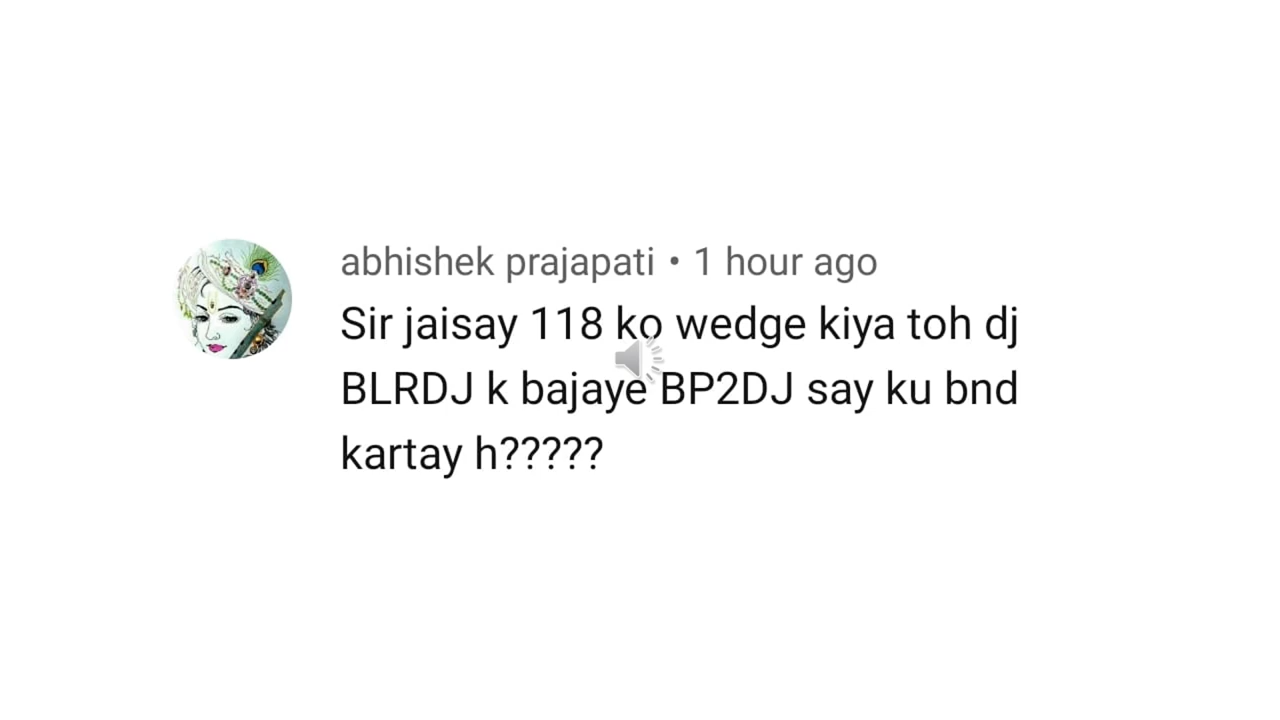 abhishek prajapati • 1 hour ago
Sir jaisay 118 ko wedge kiya toh dj
BLRDJ k bajaye BP2DJ say ku bnd
kartay h?????